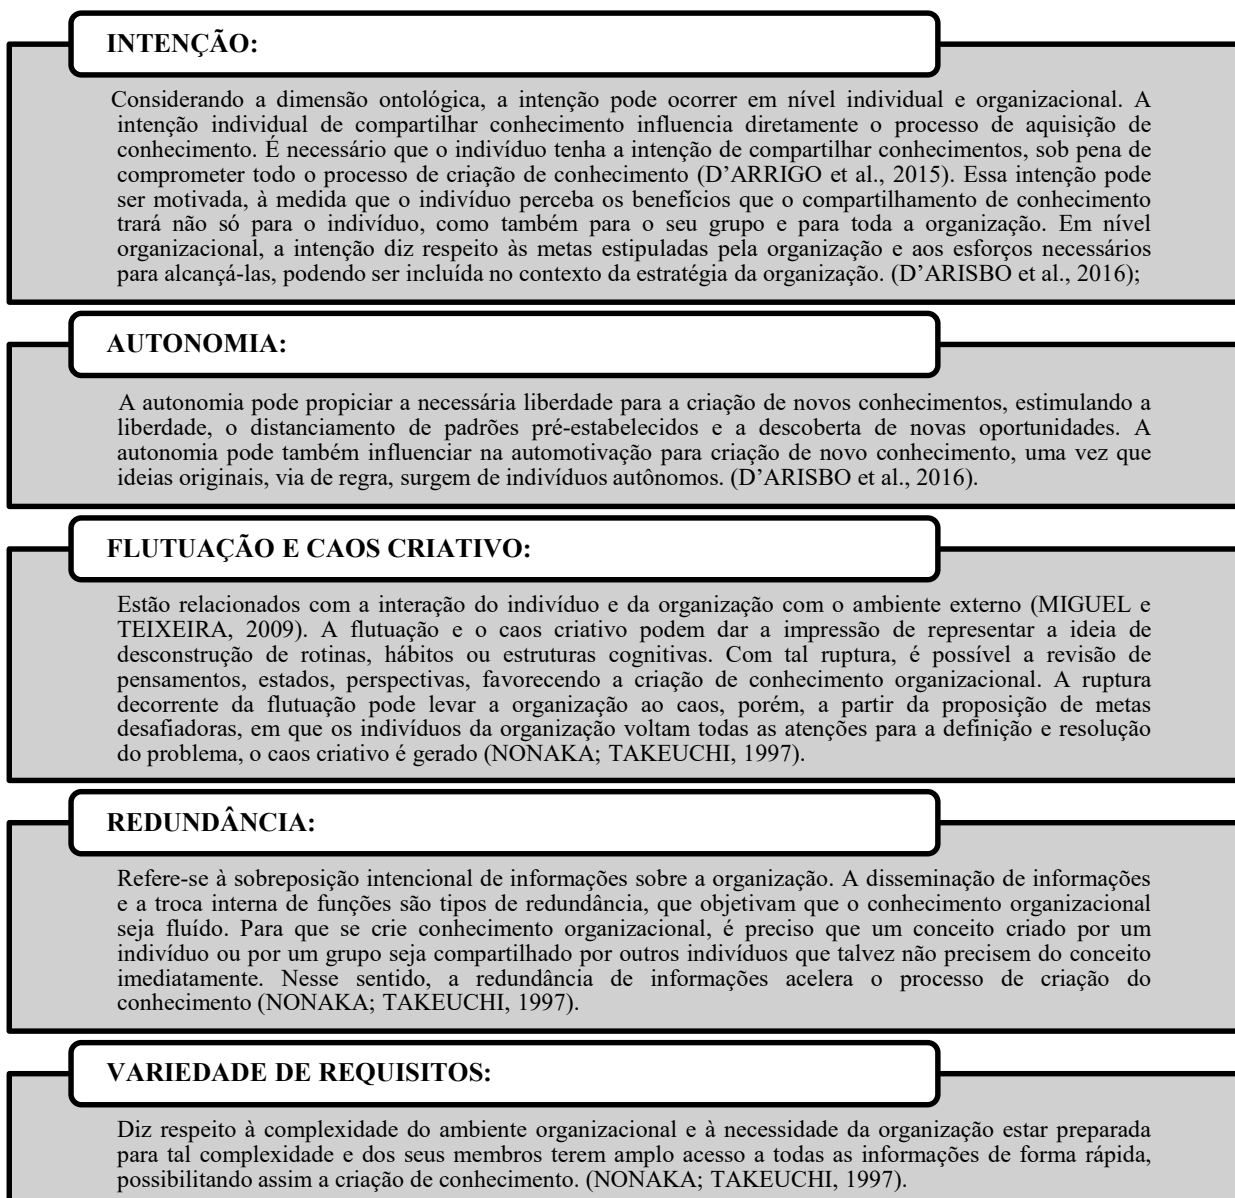 INTENÇÃO:
Considerando a dimensão ontológica, a intenção pode ocorrer em nível individual e organizacional. A
intenção individual de compartilhar conhecimento influencia diretamente o processo de aquisição de
conhecimento. É necessário que o indivíduo tenha a intenção de compartilhar conhecimentos, sob pena de
comprometer todo o processo de criação de conhecimento (D’ARRIGO et al., 2015). Essa intenção pode
ser motivada, à medida que o indivíduo perceba os benefícios que o compartilhamento de conhecimento
trará não só para o indivíduo, como também para o seu grupo e para toda a organização. Em nível
organizacional, a intenção diz respeito às metas estipuladas pela organização e aos esforços necessários
para alcançá-las, podendo ser incluída no contexto da estratégia da organização. (D’ARISBO et al., 2016);
AUTONOMIA:
A autonomia pode propiciar a necessária liberdade para a criação de novos conhecimentos, estimulando a
liberdade, o distanciamento de padrões pré-estabelecidos e a descoberta de novas oportunidades. A
autonomia pode também influenciar na automotivação para criação de novo conhecimento, uma vez que
ideias originais, via de regra, surgem de indivíduos autônomos. (D’ARISBO et al., 2016).
FLUTUAÇÃO E CAOS CRIATIVO:
Estão relacionados com a interação do indivíduo e da organização com o ambiente externo (MIGUEL e
TEIXEIRA, 2009). A flutuação e o caos criativo podem dar a impressão de representar a ideia de
desconstrução de rotinas, hábitos ou estruturas cognitivas. Com tal ruptura, é possível a revisão de
pensamentos, estados, perspectivas, favorecendo a criação de conhecimento organizacional. A ruptura
decorrente da flutuação pode levar a organização ao caos, porém, a partir da proposição de metas
desafiadoras, em que os indivíduos da organização voltam todas as atenções para a definição e resolução
do problema, o caos criativo é gerado (NONAKA; TAKEUCHI, 1997).
REDUNDÂNCIA:
Refere-se à sobreposição intencional de informações sobre a organização. A disseminação de informações
e a troca interna de funções são tipos de redundância, que objetivam que o conhecimento organizacional
seja fluído. Para que se crie conhecimento organizacional, é preciso que um conceito criado por um
indivíduo ou por um grupo seja compartilhado por outros indivíduos que talvez não precisem do conceito
imediatamente. Nesse sentido, a redundância de informações acelera o processo de criação do
conhecimento (NONAKA; TAKEUCHI, 1997).
VARIEDADE DE REQUISITOS:
Diz respeito à complexidade do ambiente organizacional e à necessidade da organização estar preparada
para tal complexidade e dos seus membros terem amplo acesso a todas as informações de forma rápida,
possibilitando assim a criação de conhecimento. (NONAKA; TAKEUCHI, 1997).